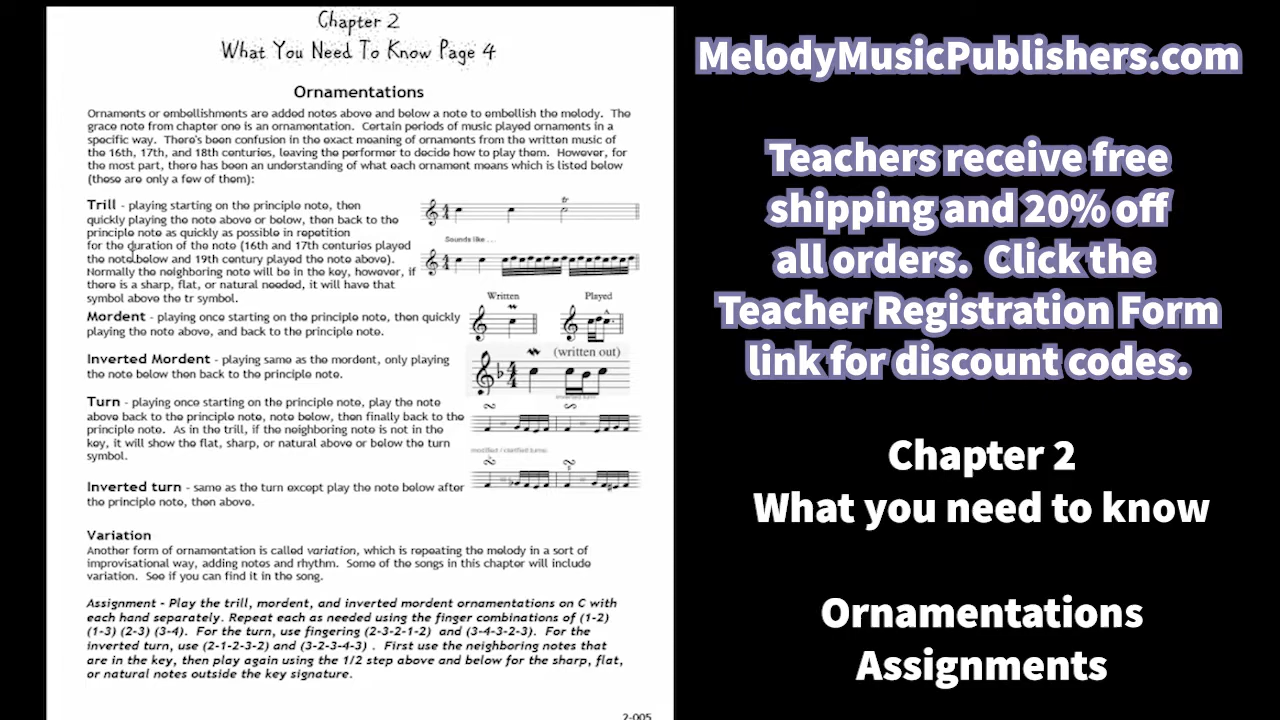 Chapter 2
What You Need To Know Page 4
Ornamentations
Ornaments or embellishments are added notes above and below a note to embellish the melody. The
grace note from chapter one is an ornamentation. Certain periods of music played ornaments in a
specific way. There's been confusion in the exact meaning of ornaments from the written music of
the 16th, 17th, and 18th centuries, leaving the performer to decide how to play them. However, for
the most part, there has been an understanding of what each ornament means which is listed below
(these are only a few of them):
Trill - playing starting on the principle note, then
quickly playing the note above or below, then back to the
principle note as quickly as possible in repetition
for the duration of the note (16th and 17th centuries played
the note below and 19th century played the note above).
Normally the neighboring note will be in the key, however, if
there is a sharp, flat, or natural needed, it will have that
symbol above the tr symbol.
tr
Sounds like ...
Mordent - playing once starting on the principle note, then quickly
playing the note above, and back to the principle note.
Written Played
Inverted Mordent - playing same as the mordent, only playing
the note below then back to the principle note.
(written out)
Turn - playing once starting on the principle note, play the note
above back to the principle note, note below, then finally back to the
principle note. As in the trill, if the neighboring note is not in the
key, it will show the flat, sharp, or natural above or below the turn
symbol.
inverted turn
modified / clarified turns:
Inverted turn - same as the turn except play the note below after
the principle note, then above.
Variation
Another form of ornamentation is called variation, which is repeating the melody in a sort of
improvisational way, adding notes and rhythm. Some of the songs in this chapter will include
variation. See if you can find it in the song.
Assignment - Play the trill, mordent, and inverted mordent ornamentations on C with
each hand separately. Repeat each as needed using the finger combinations of (1-2)
(1-3) (2-3) (3-4). For the turn, use fingering (2-3-2-1-2) and (3-4-3-2-3). For the
inverted turn, use (2-1-2-3-2) and (3-2-3-4-3) . First use the neighboring notes that
are in the key, then play again using the 1/2 step above and below for the sharp, flat,
or natural notes outside the key signature.
2-005
MelodyMusicPublishers.com
Teachers receive free
shipping and 20% off
all orders. Click the
Teacher Registration Form
link for discount codes.
Chapter 2
What you need to know
Ornamentations
Assignments